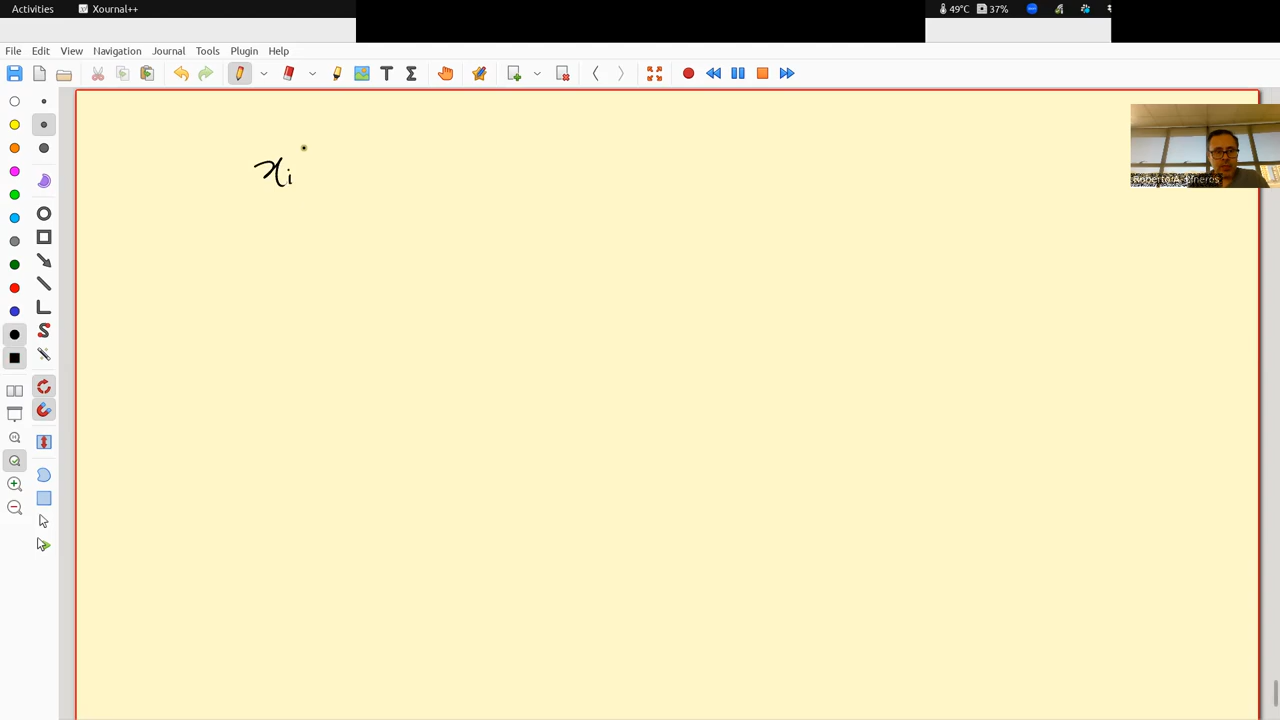 Activities Xournal++ 49°C 37%
File Edit View Navigation Journal Tools Plugin Help
xᵢ